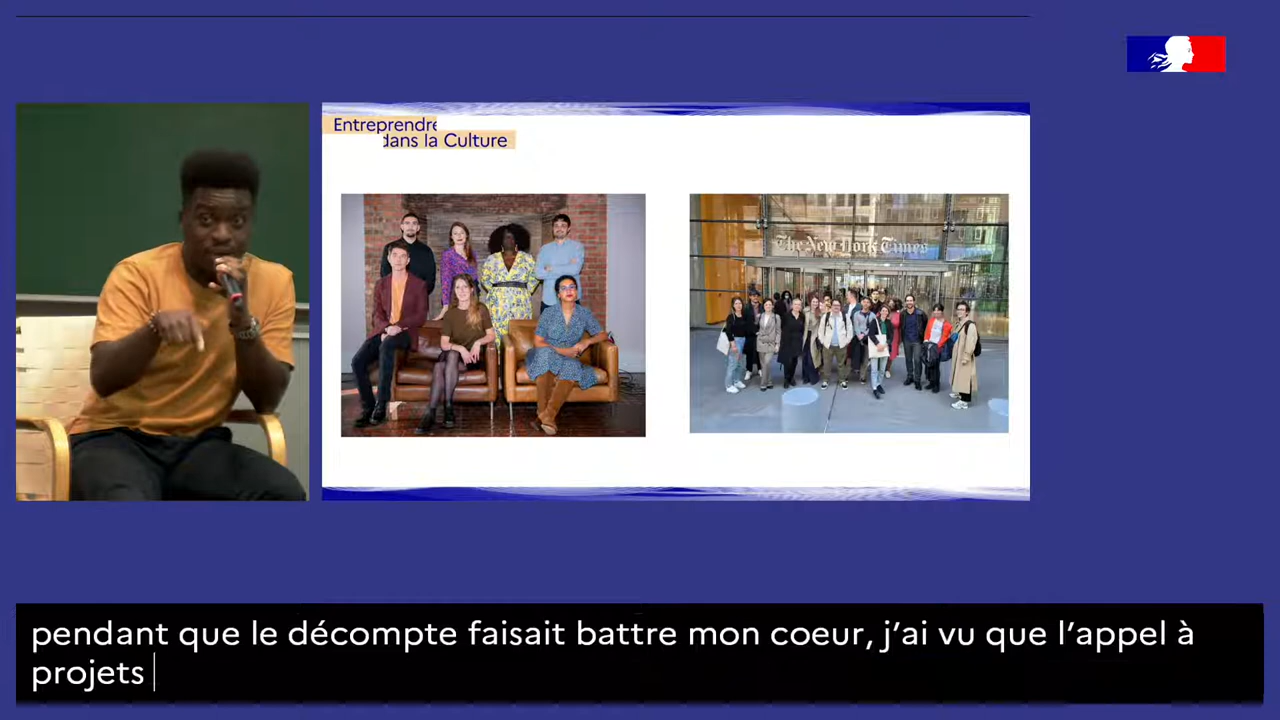 Entreprendre
dans la Culture
The New York Times
pendant que le décompte faisait battre mon coeur, j’ai vu que l’appel à
projets